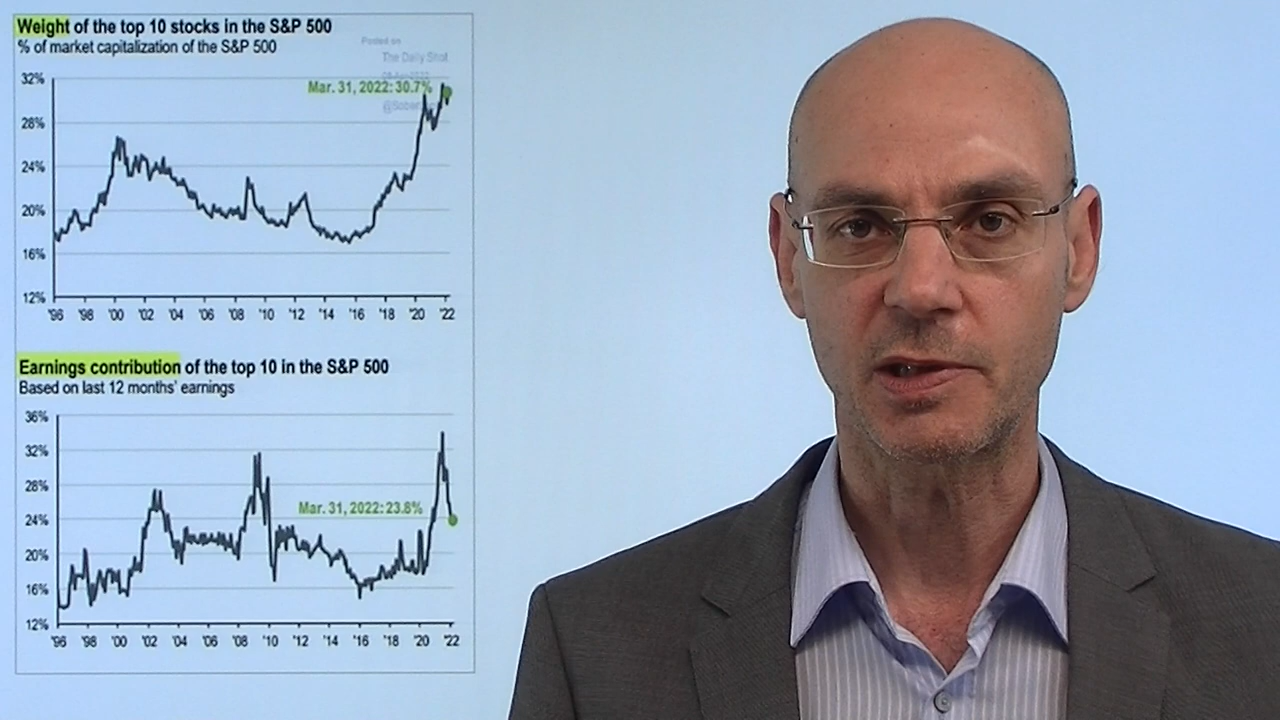 Weight of the top 10 stocks in the S&P 500
% of market capitalization of the S&P 500
Posted on
The Daily Shot
32%
Mar. 31, 2022: 30.7%
28%
24%
20%
16%
12%
'96 '98 '00 '02 '04 '06 '08 '10 '12 '14 '16 '18 '20 '22
Earnings contribution of the top 10 in the S&P 500
Based on last 12 months' earnings
36%
32%
28%
Mar. 31, 2022: 23.8%
24%
20%
16%
12%
'96 '98 '00 '02 '04 '06 '08 '10 '12 '14 '16 '18 '20 '22